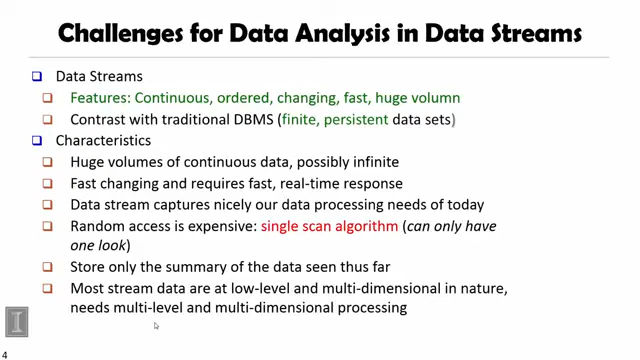 Challenges for Data Analysis in Data Streams
Data Streams
Features: Continuous, ordered, changing, fast, huge volumn
Contrast with traditional DBMS (finite, persistent data sets)
Characteristics
Huge volumes of continuous data, possibly infinite
Fast changing and requires fast, real-time response
Data stream captures nicely our data processing needs of today
Random access is expensive: single scan algorithm (can only have
one look)
Store only the summary of the data seen thus far
Most stream data are at low-level and multi-dimensional in nature,
needs multi-level and multi-dimensional processing
I
4